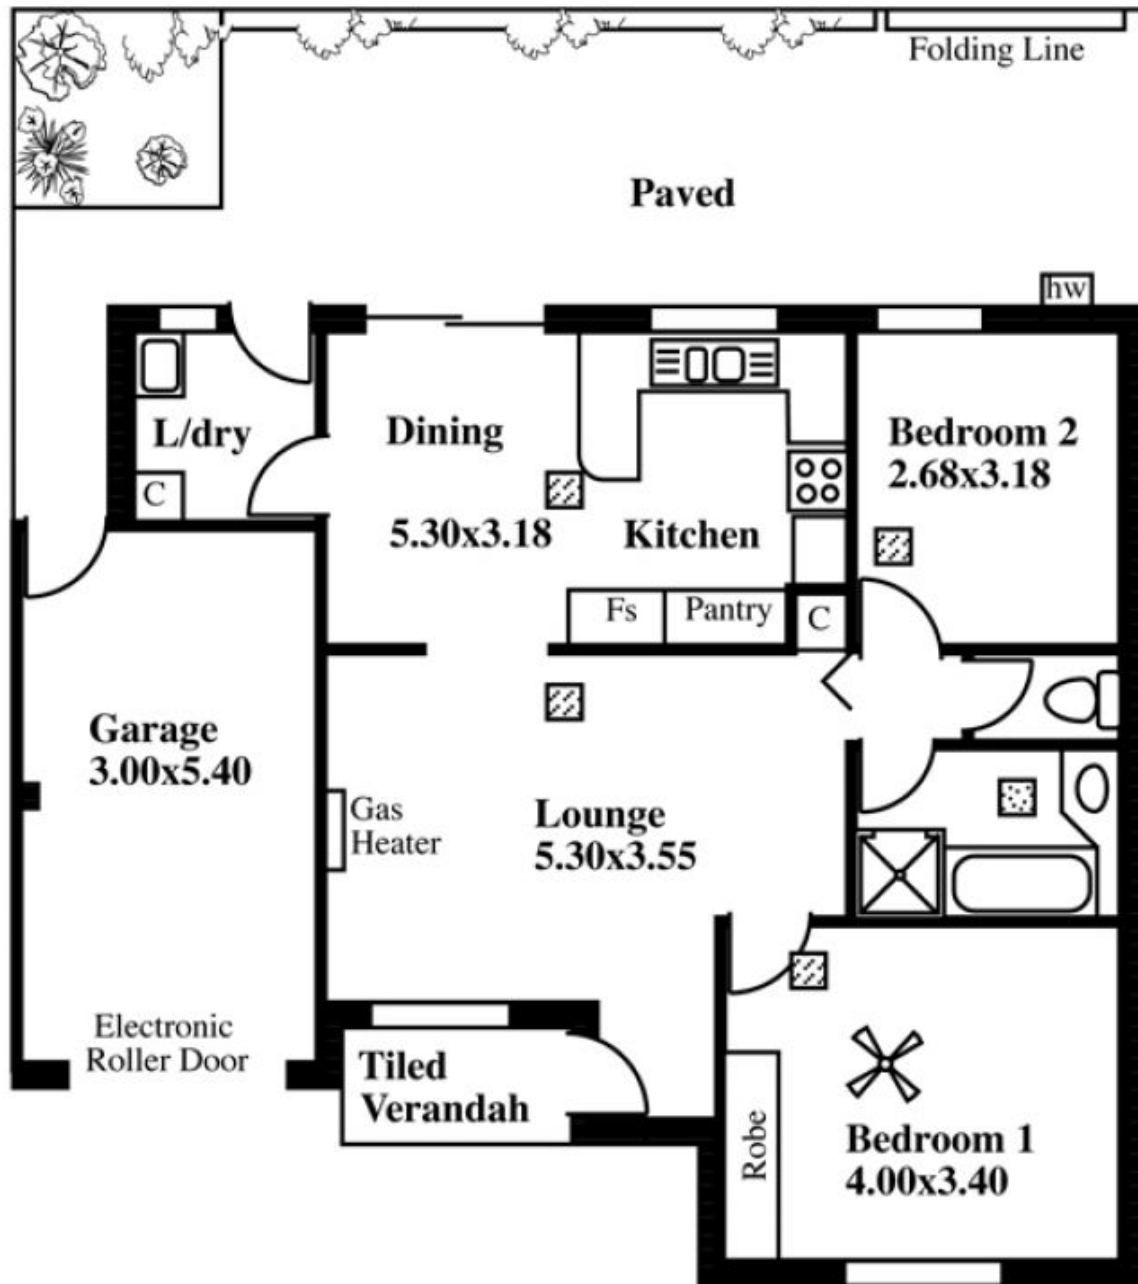 Folding Line
Paved
hw
L/dry
C
Dining
5.30x3.18
Kitchen
Fs
Pantry
C
Bedroom 2
2.68x3.18
Garage
3.00x5.40
Gas
Heater
Lounge
5.30x3.55
Electronic
Roller Door
Tiled
Verandah
Robe
Bedroom 1
4.00x3.40